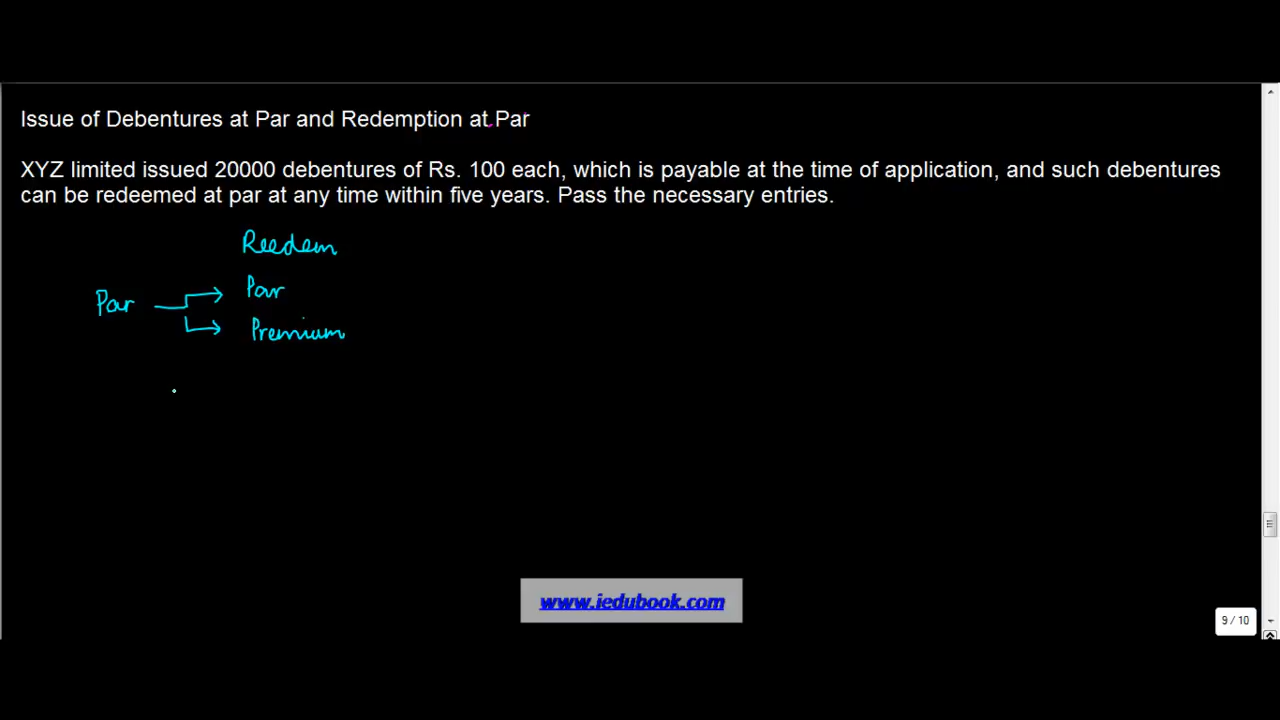 Issue of Debentures at Par and Redemption at Par
XYZ limited issued 20000 debentures of Rs. 100 each, which is payable at the time of application, and such debentures
can be redeemed at par at any time within five years. Pass the necessary entries.
Reedem
Par
Par
Premium
www.iedubook.com
9 / 10